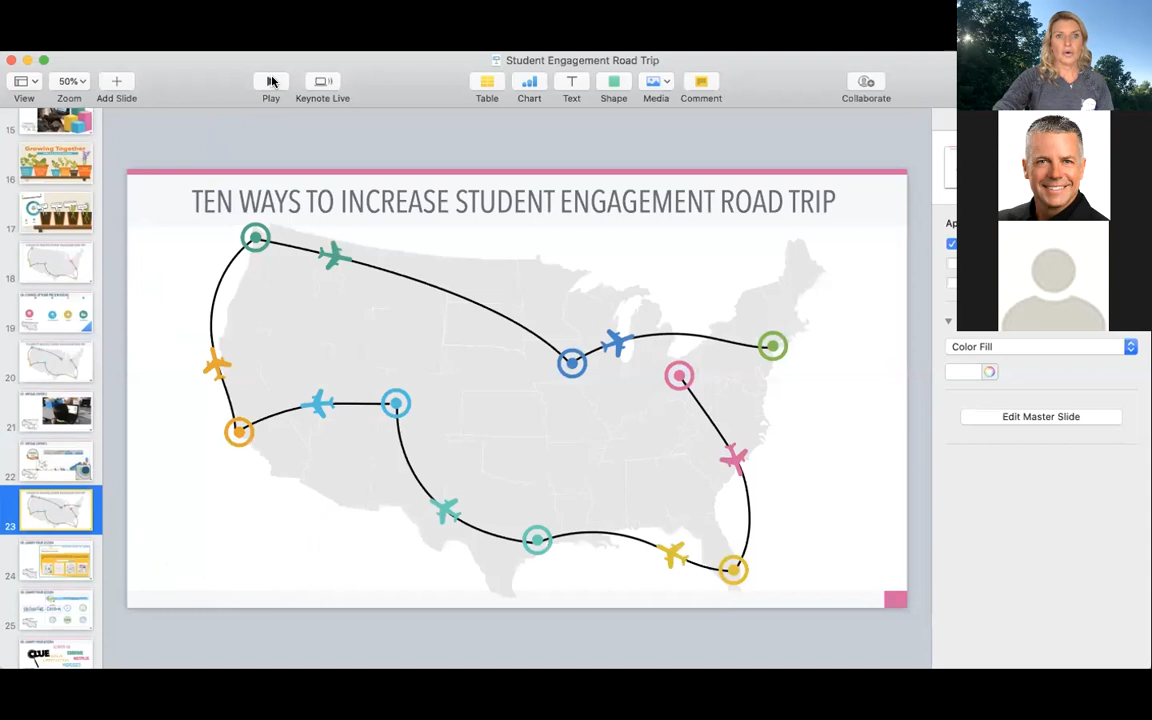 Student Engagement Road Trip
50%
View
Zoom
Add Slide
Play
Keynote Live
Table
Chart
Text
Shape
Media
Comment
Collaborate
15
Growing Together
16
17
18
19
20
21
22
23
24
25
CLUE
TEN WAYS TO INCREASE STUDENT ENGAGEMENT ROAD TRIP
Ap
Color Fill
Edit Master Slide